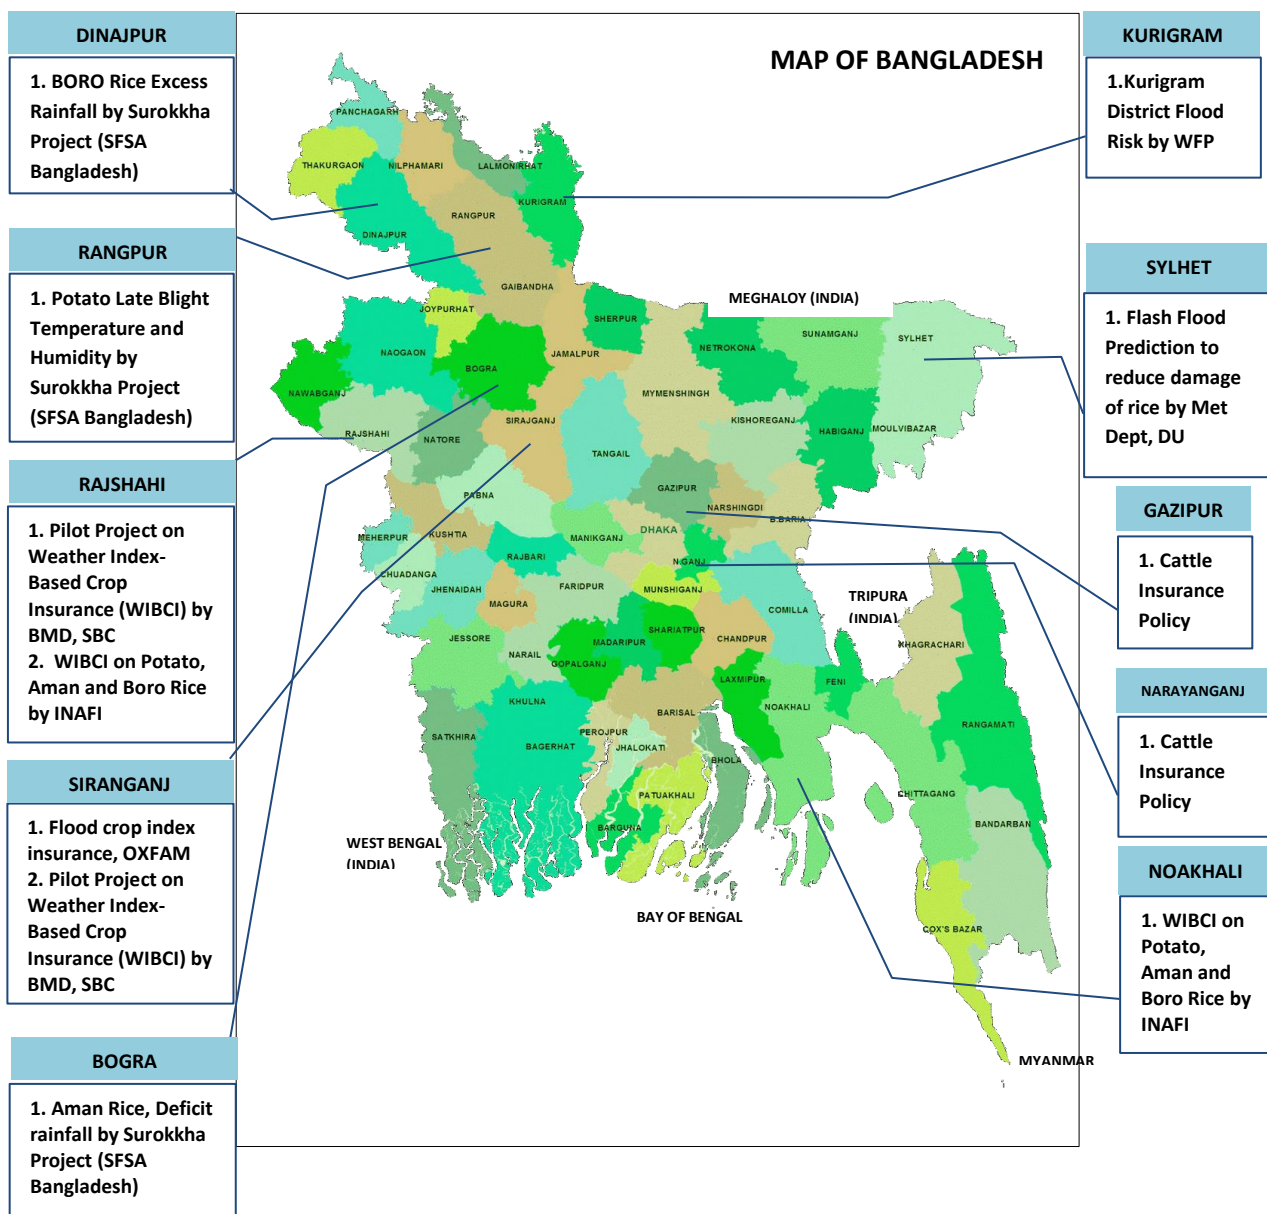 MAP OF BANGLADESH
DINAJPUR
1. BORO Rice Excess
Rainfall by Surokkha
Project (SFSA
Bangladesh)
RANGPUR
1. Potato Late Blight
Temperature and
Humidity by
Surokkha Project
(SFSA Bangladesh)
RAJSHAHI
1. Pilot Project on
Weather Index-
Based Crop
Insurance (WIBCI) by
BMD, SBC
2. WIBCI on Potato,
Aman and Boro Rice
by INAFI
SIRANGANJ
1. Flood crop index
insurance, OXFAM
2. Pilot Project on
Weather Index-
Based Crop
Insurance (WIBCI) by
BMD, SBC
BOGRA
1. Aman Rice, Deficit
rainfall by Surokkha
Project (SFSA
Bangladesh)
PANCHAGARH
THAKURGAON
NILPHAMARI
LALMONIRHAT
KURIGRAM
RANGPUR
DINAJPUR
GAIBANDHA
MEGHALOY (INDIA)
JOYPURHAT
SHERPUR
SUNAMGANJ
SYLHET
NAOGAON
JAMALPUR
NETROKONA
BOGRA
NAWABGANJ
MYMENSHINGH
SIRAJGANJ
KISHOREGANJ
HABIGANJ
MOULVIBAZAR
RAJSHAHI
NATORE
TANGAIL
GAZIPUR
PABNA
NARSHINGDI
B.BARIA
DHAKA
KUSHTIA
MEHERPUR
MANIKGANJ
RAJBARI
N.GANJ
CHUADANGA
JHENAIDAH
FARIDPUR
MUNSHIGANJ
MAGURA
COMILLA
TRIPURA
(INDIA)
JESSORE
SHARIATPUR
MADARIPUR
CHANDPUR
KHAGRACHARI
NARAIL
GOPALGANJ
LAXMIPUR
FENI
KHULNA
NOAKHALI
BARISAL
RANGAMATI
SATKHIRA
PEROJPUR
BAGERHAT
JHALOKATI
BHOLA
PATUAKHALI
CHITTAGANG
BARGUNA
BANDARBAN
WEST BENGAL
(INDIA)
BAY OF BENGAL
COX'S BAZAR
MYANMAR
KURIGRAM
1.Kurigram
District Flood
Risk by WFP
SYLHET
1. Flash Flood
Prediction to
reduce damage
of rice by Met
Dept, DU
GAZIPUR
1. Cattle
Insurance
Policy
NARAYANGANJ
1. Cattle
Insurance
Policy
NOAKHALI
1. WIBCI on
Potato,
Aman and
Boro Rice by
INAFI